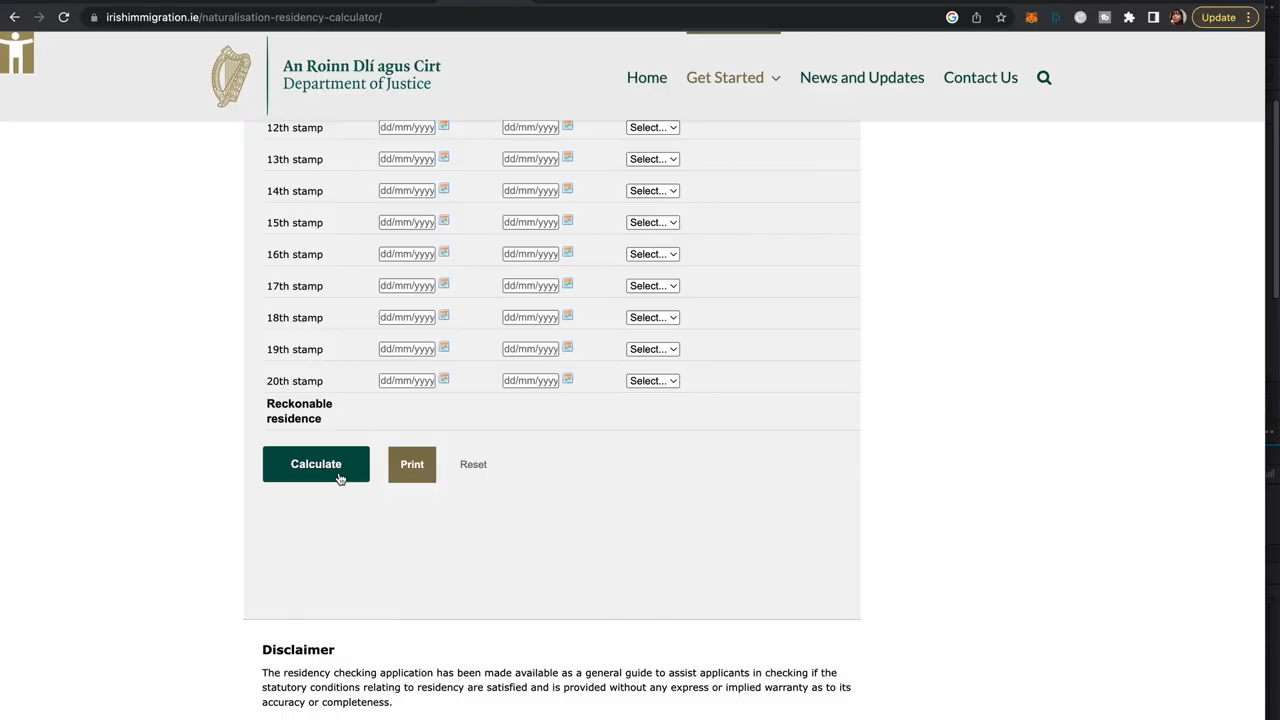 irishimmigration.ie/naturalisation-residency-calculator/
Update
An Roinn Dlí agus Cirt
Department of Justice
Home
Get Started
News and Updates
Contact Us
12th stamp dd/mm/yyyy dd/mm/yyyy Select...
13th stamp dd/mm/yyyy dd/mm/yyyy Select...
14th stamp dd/mm/yyyy dd/mm/yyyy Select...
15th stamp dd/mm/yyyy dd/mm/yyyy Select...
16th stamp dd/mm/yyyy dd/mm/yyyy Select...
17th stamp dd/mm/yyyy dd/mm/yyyy Select...
18th stamp dd/mm/yyyy dd/mm/yyyy Select...
19th stamp dd/mm/yyyy dd/mm/yyyy Select...
20th stamp dd/mm/yyyy dd/mm/yyyy Select...
Reckonable
residence
Calculate
Print
Reset
Disclaimer
The residency checking application has been made available as a general guide to assist applicants in checking if the
statutory conditions relating to residency are satisfied and is provided without any express or implied warranty as to its
accuracy or completeness.